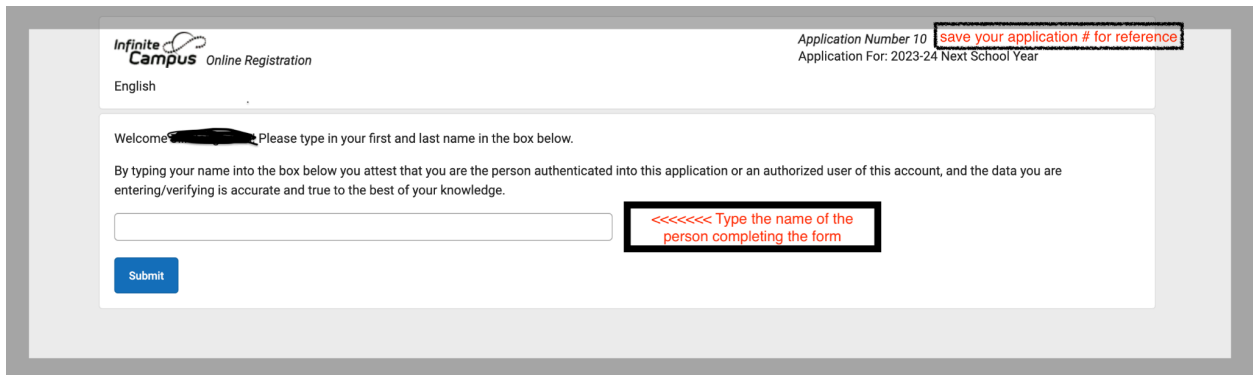 Infinite
Campus Online Registration
Application Number 10 save your application # for reference
Application For: 2023-24 Next School Year
English
Welcome Please type in your first and last name in the box below.
By typing your name into the box below you attest that you are the person authenticated into this application or an authorized user of this account, and the data you are
entering/verifying is accurate and true to the best of your knowledge.
<<<<<<< Type the name of the
person completing the form
Submit